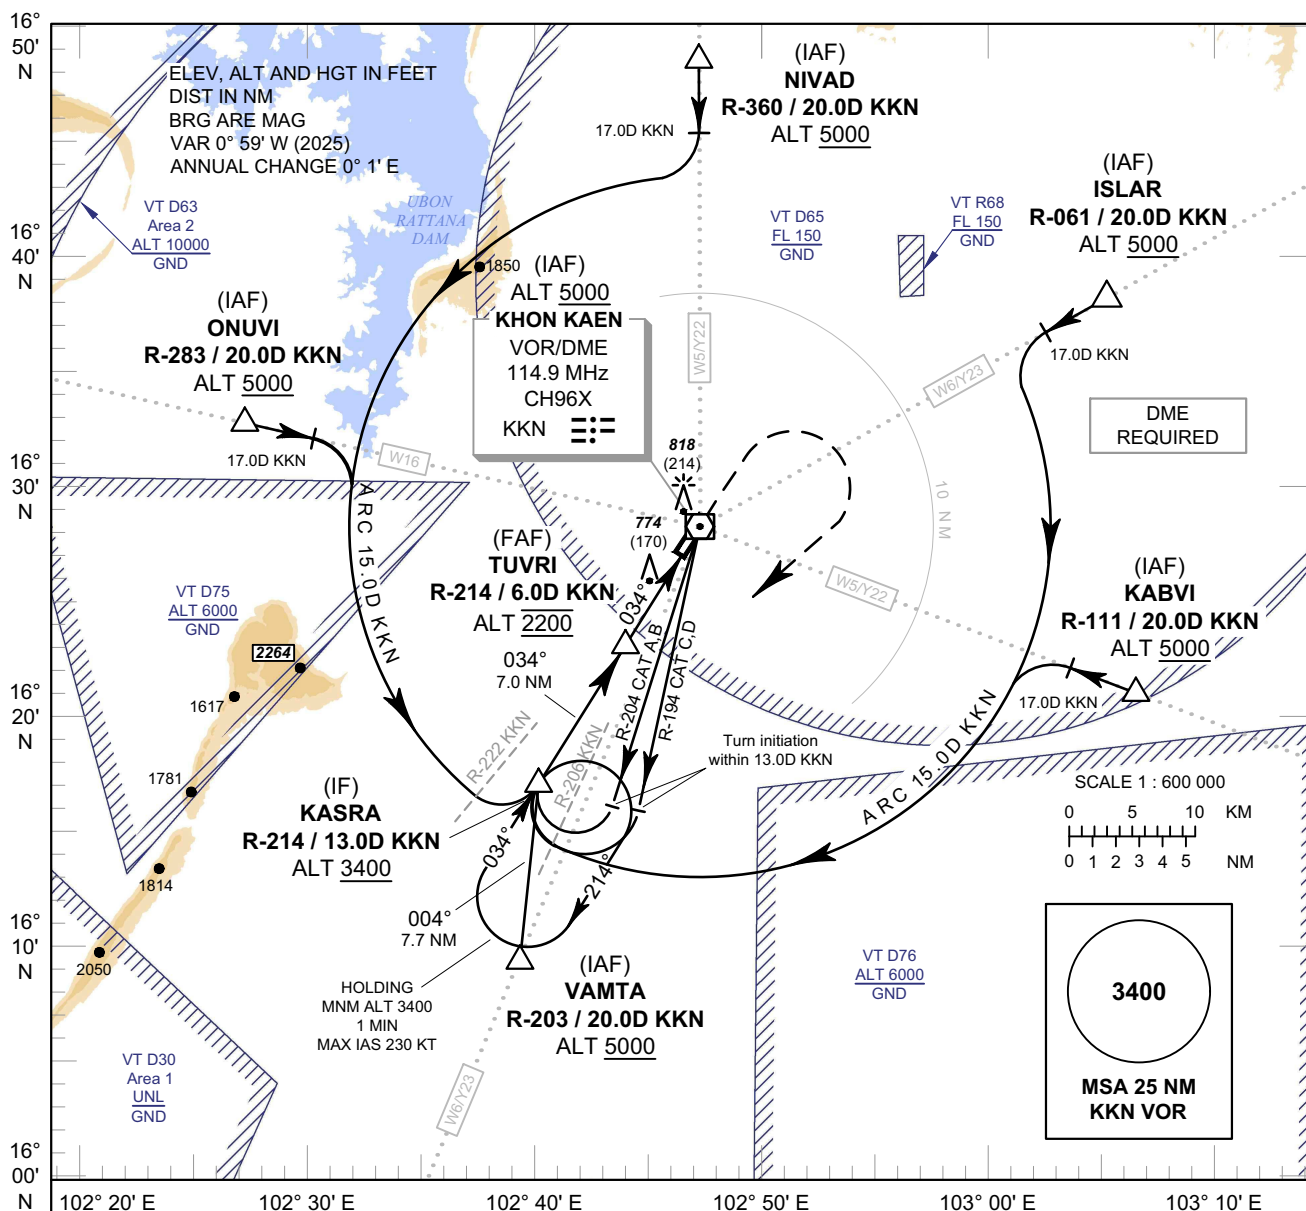 16°
50'
N
ELEV, ALT AND HGT IN FEET
DIST IN NM
BRG ARE MAG
VAR 0° 59' W (2025)
ANNUAL CHANGE 0° 1' E
(IAF)
NIVAD
R-360 / 20.0D KKN
ALT 5000
17.0D KKN
(IAF)
ISLAR
R-061 / 20.0D KKN
ALT 5000
17.0D KKN
VT D63
Area 2
ALT 10000
GND
UBON
RATTANA
DAM
VT D65
FL 150
GND
VT R68
FL 150
GND
16°
40'
N
1850
(IAF)
ALT 5000
KHON KAEN
VOR/DME
114.9 MHz
CH96X
KKN
(IAF)
ONUVI
R-283 / 20.0D KKN
ALT 5000
17.0D KKN
W5/Y22
W6/Y23
W16
DME
REQUIRED
16°
30'
N
818
(214)
774
(170)
10 NM
ARC 15.0D KKN
(FAF)
TUVRI
R-214 / 6.0D KKN
ALT 2200
034°
034°
7.0 NM
W5/Y22
(IAF)
KABVI
R-111 / 20.0D KKN
ALT 5000
17.0D KKN
VT D75
ALT 6000
GND
2264
1617
1781
1814
2050
16°
20'
N
R-204 CAT A,B
R-194 CAT C,D
R-222 KKN
R-206 KKN
Turn initiation
within 13.0D KKN
ARC 15.0D KKN
SCALE 1 : 600 000
0 5 10 KM
0 1 2 3 4 5 NM
(IF)
KASRA
R-214 / 13.0D KKN
ALT 3400
034°
214°
004°
7.7 NM
16°
10'
N
HOLDING
MNM ALT 3400
1 MIN
MAX IAS 230 KT
(IAF)
VAMTA
R-203 / 20.0D KKN
ALT 5000
W6/Y23
VT D76
ALT 6000
GND
3400
MSA 25 NM
KKN VOR
VT D30
Area 1
UNL
GND
16°
00'
N
102° 20' E
102° 30' E
102° 40' E
102° 50' E
103° 00' E
103° 10' E